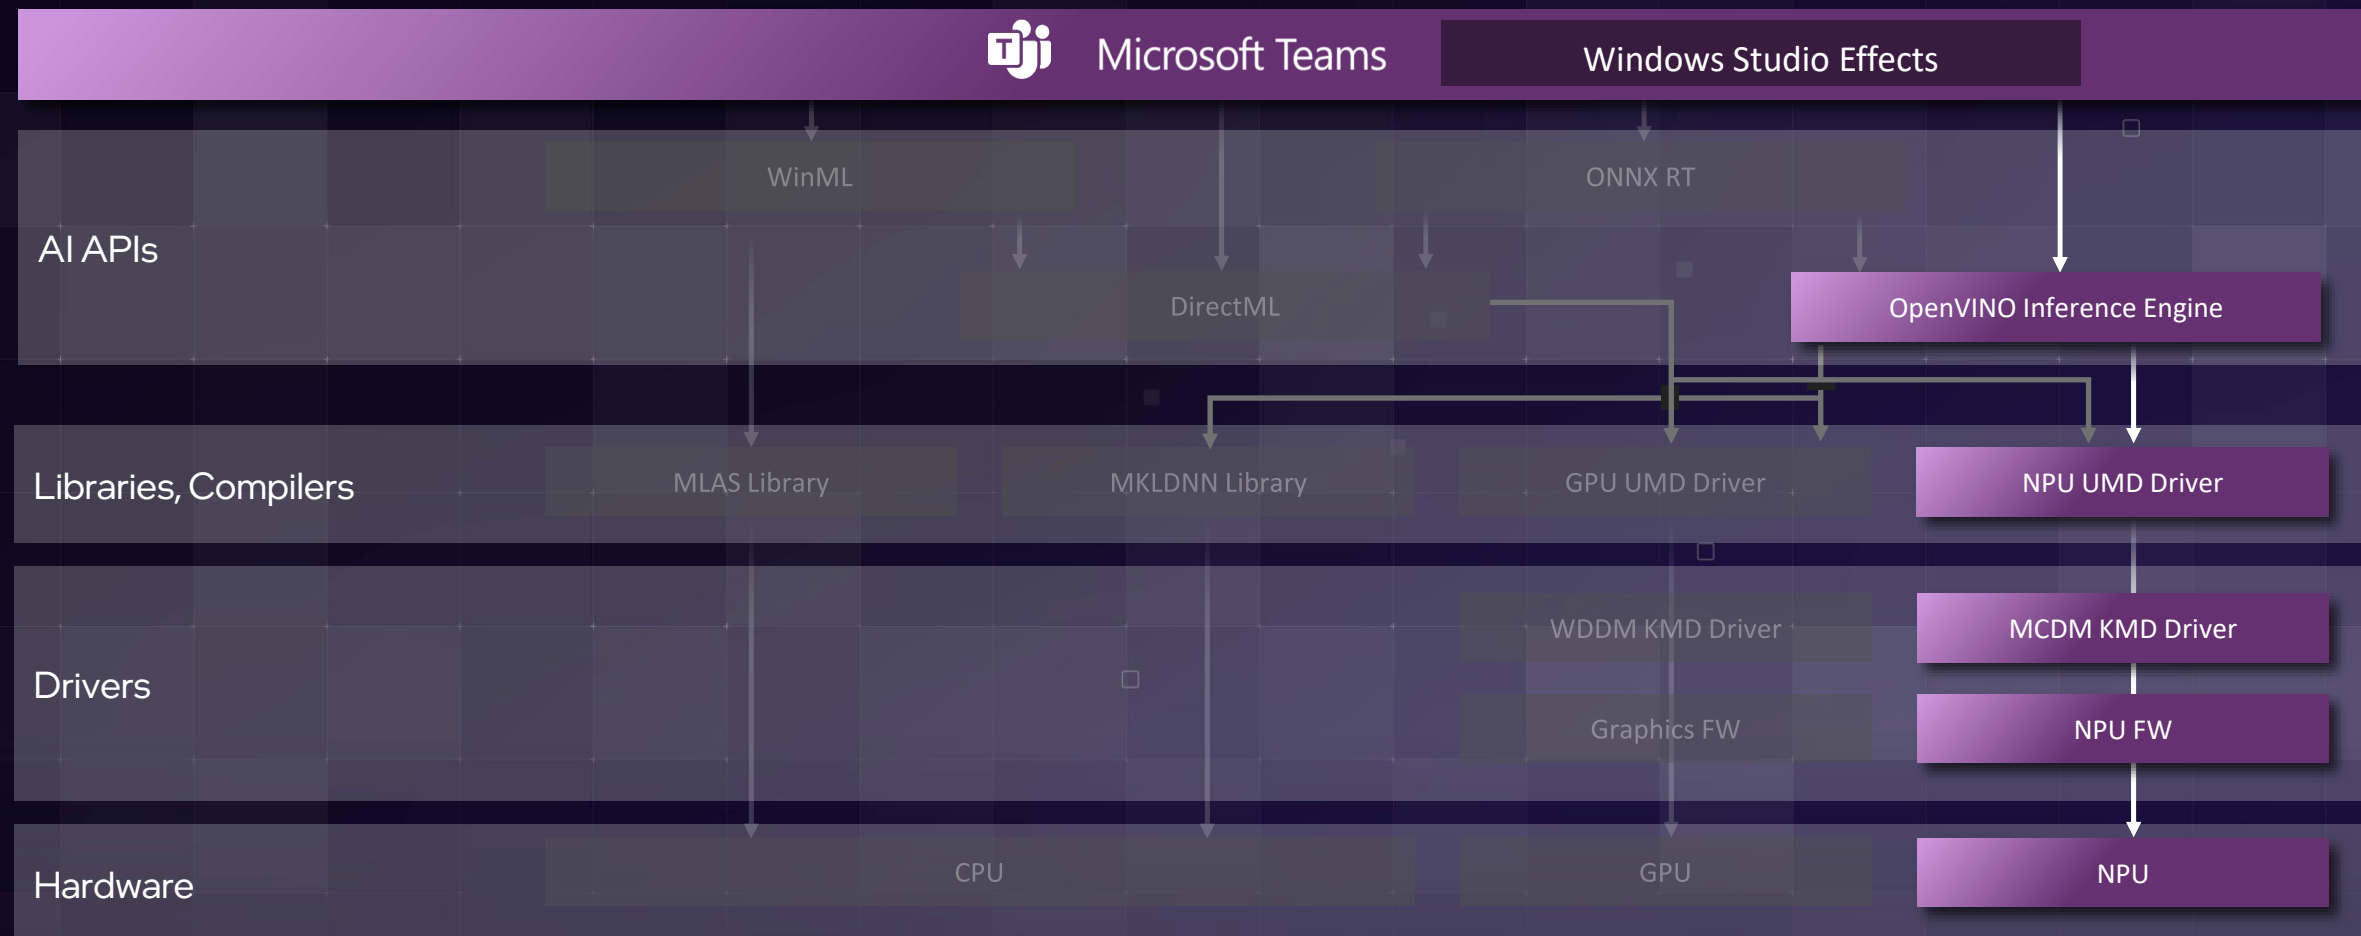 Microsoft Teams
Windows Studio Effects
AI APIs
WinML
ONNX RT
DirectML
OpenVINO Inference Engine
Libraries, Compilers
MLAS Library
MKLDNN Library
GPU UMD Driver
NPU UMD Driver
Drivers
WDDM KMD Driver
MCDM KMD Driver
Graphics FW
NPU FW
Hardware
CPU
GPU
NPU